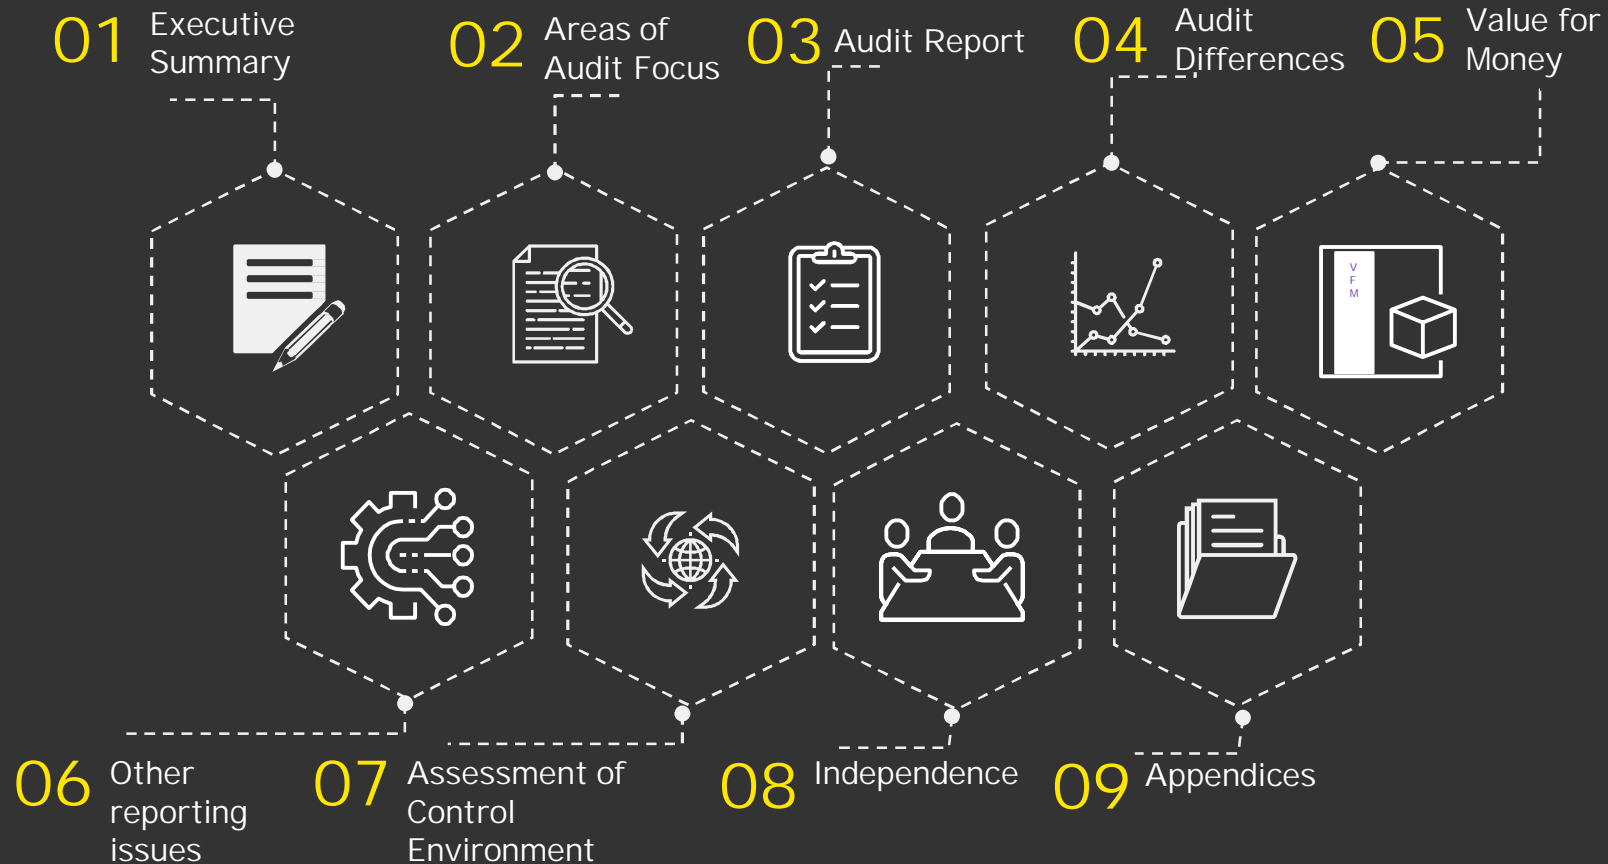 01
Executive
Summary
02
Areas of
Audit Focus
03
Audit Report
04
Audit
Differences
05
Value for
Money
V
F
M
06
Other
reporting
issues
07
Assessment of
Control
Environment
08
Independence
09
Appendices